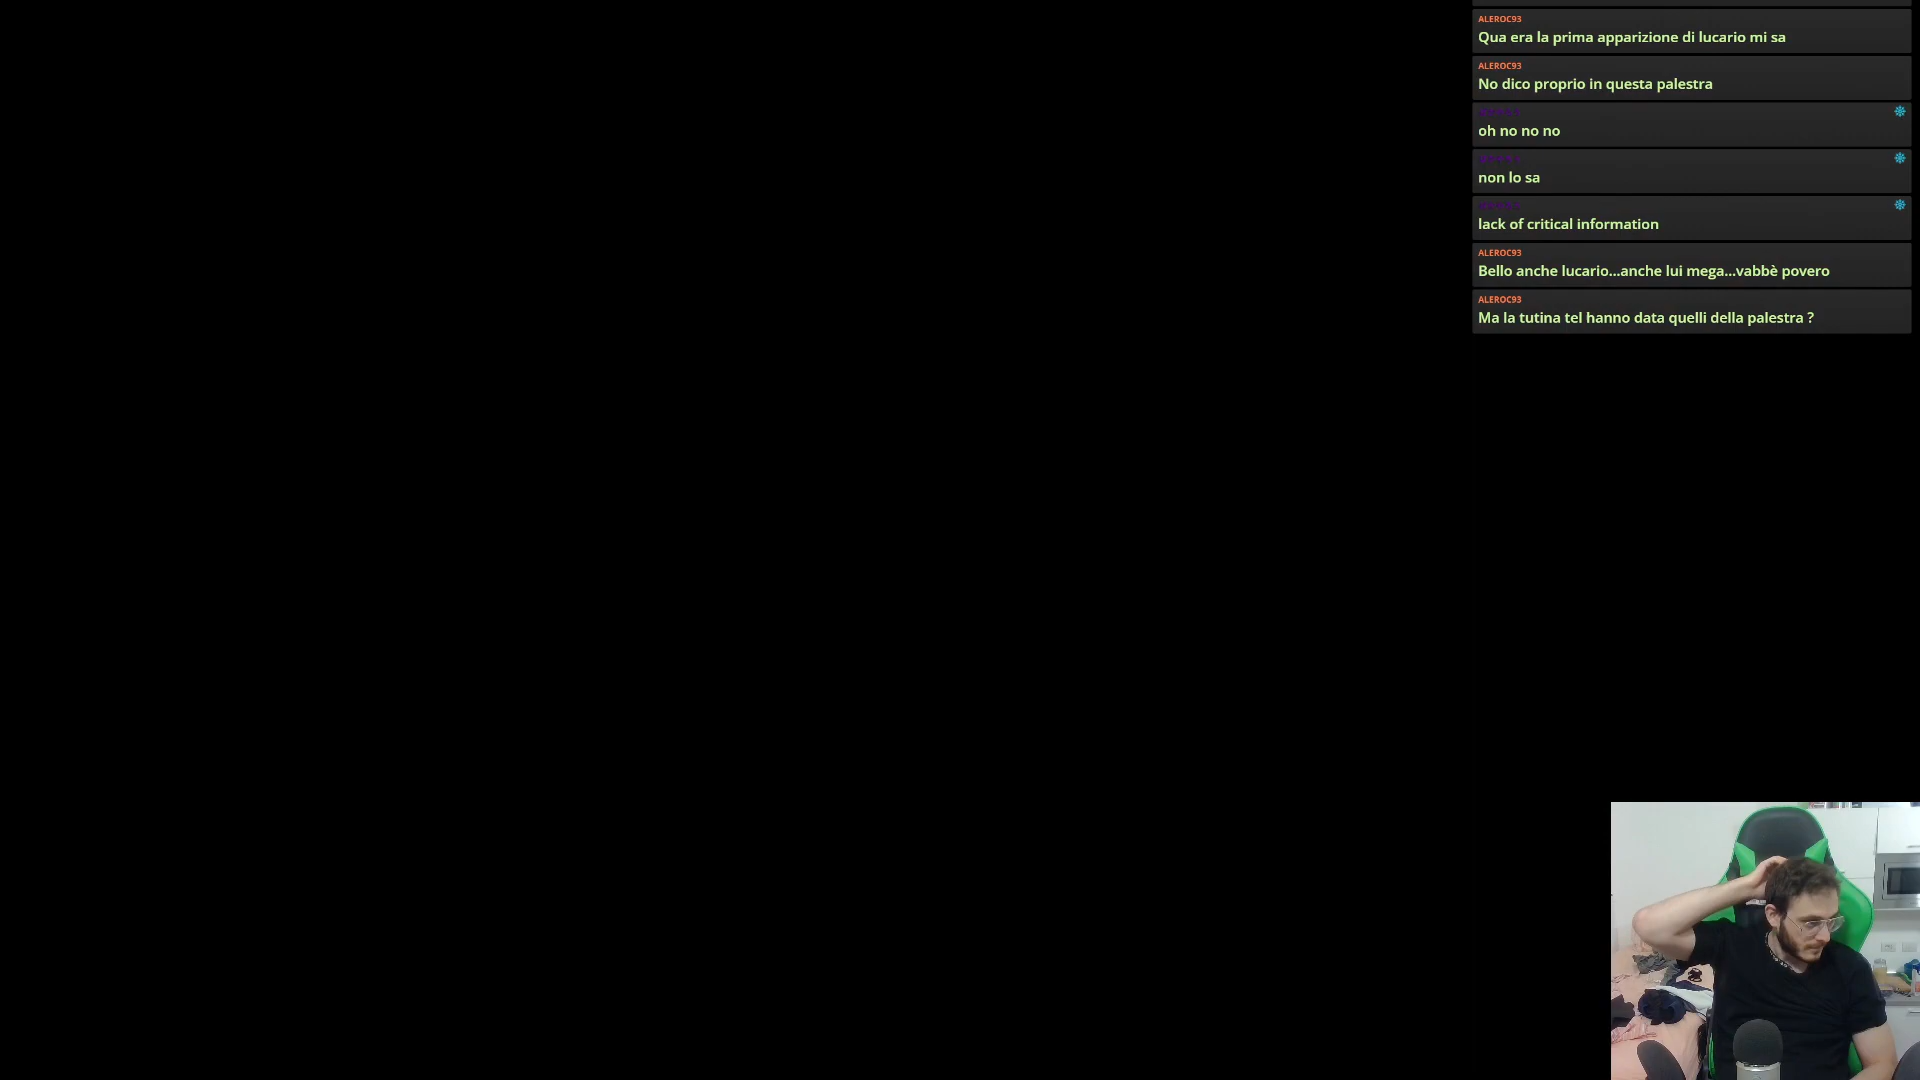 ALEROC93
Qua era la prima apparizione di lucario mi sa
ALEROC93
No dico proprio in questa palestra
oh no no no
non lo sa
lack of critical information
ALEROC93
Bello anche lucario...anche lui mega...vabbè povero
ALEROC93
Ma la tutina tel hanno data quelli della palestra ?